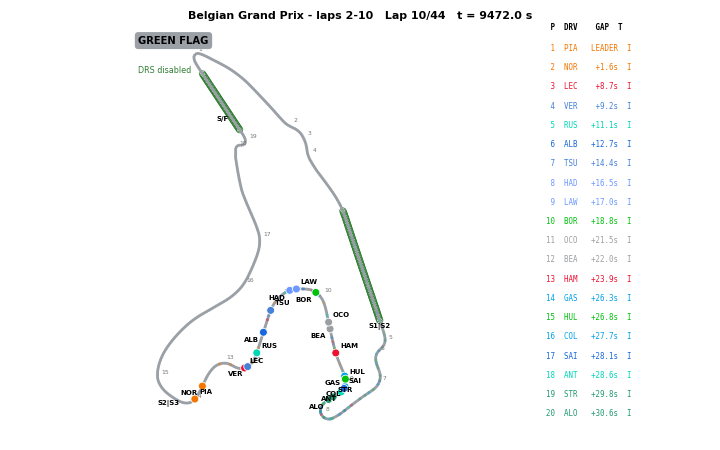 Belgian Grand Prix - laps 2-10 Lap 10/44 t = 9472.0 s
GREEN FLAG
DRS disabled
S/F
19
2
3
4
17
16
S1|S2
5
7
10
LAW
HAD
TSU
BOR
OCO
BEA
ALB
RUS
HAM
13
LEC
VER
HUL
SAI
GAS
STR
COL
ANT
ALO
8
15
NOR
PIA
S2|S3
P DRV GAP T
1 PIA LEADER I
2 NOR +1.6s I
3 LEC +8.7s I
4 VER +9.2s I
5 RUS +11.1s I
6 ALB +12.7s I
7 TSU +14.4s I
8 HAD +16.5s I
9 LAW +17.0s I
10 BOR +18.8s I
11 OCO +21.5s I
12 BEA +22.0s I
13 HAM +23.9s I
14 GAS +26.3s I
15 HUL +26.8s I
16 COL +27.7s I
17 SAI +28.1s I
18 ANT +28.6s I
19 STR +29.8s I
20 ALO +30.6s I